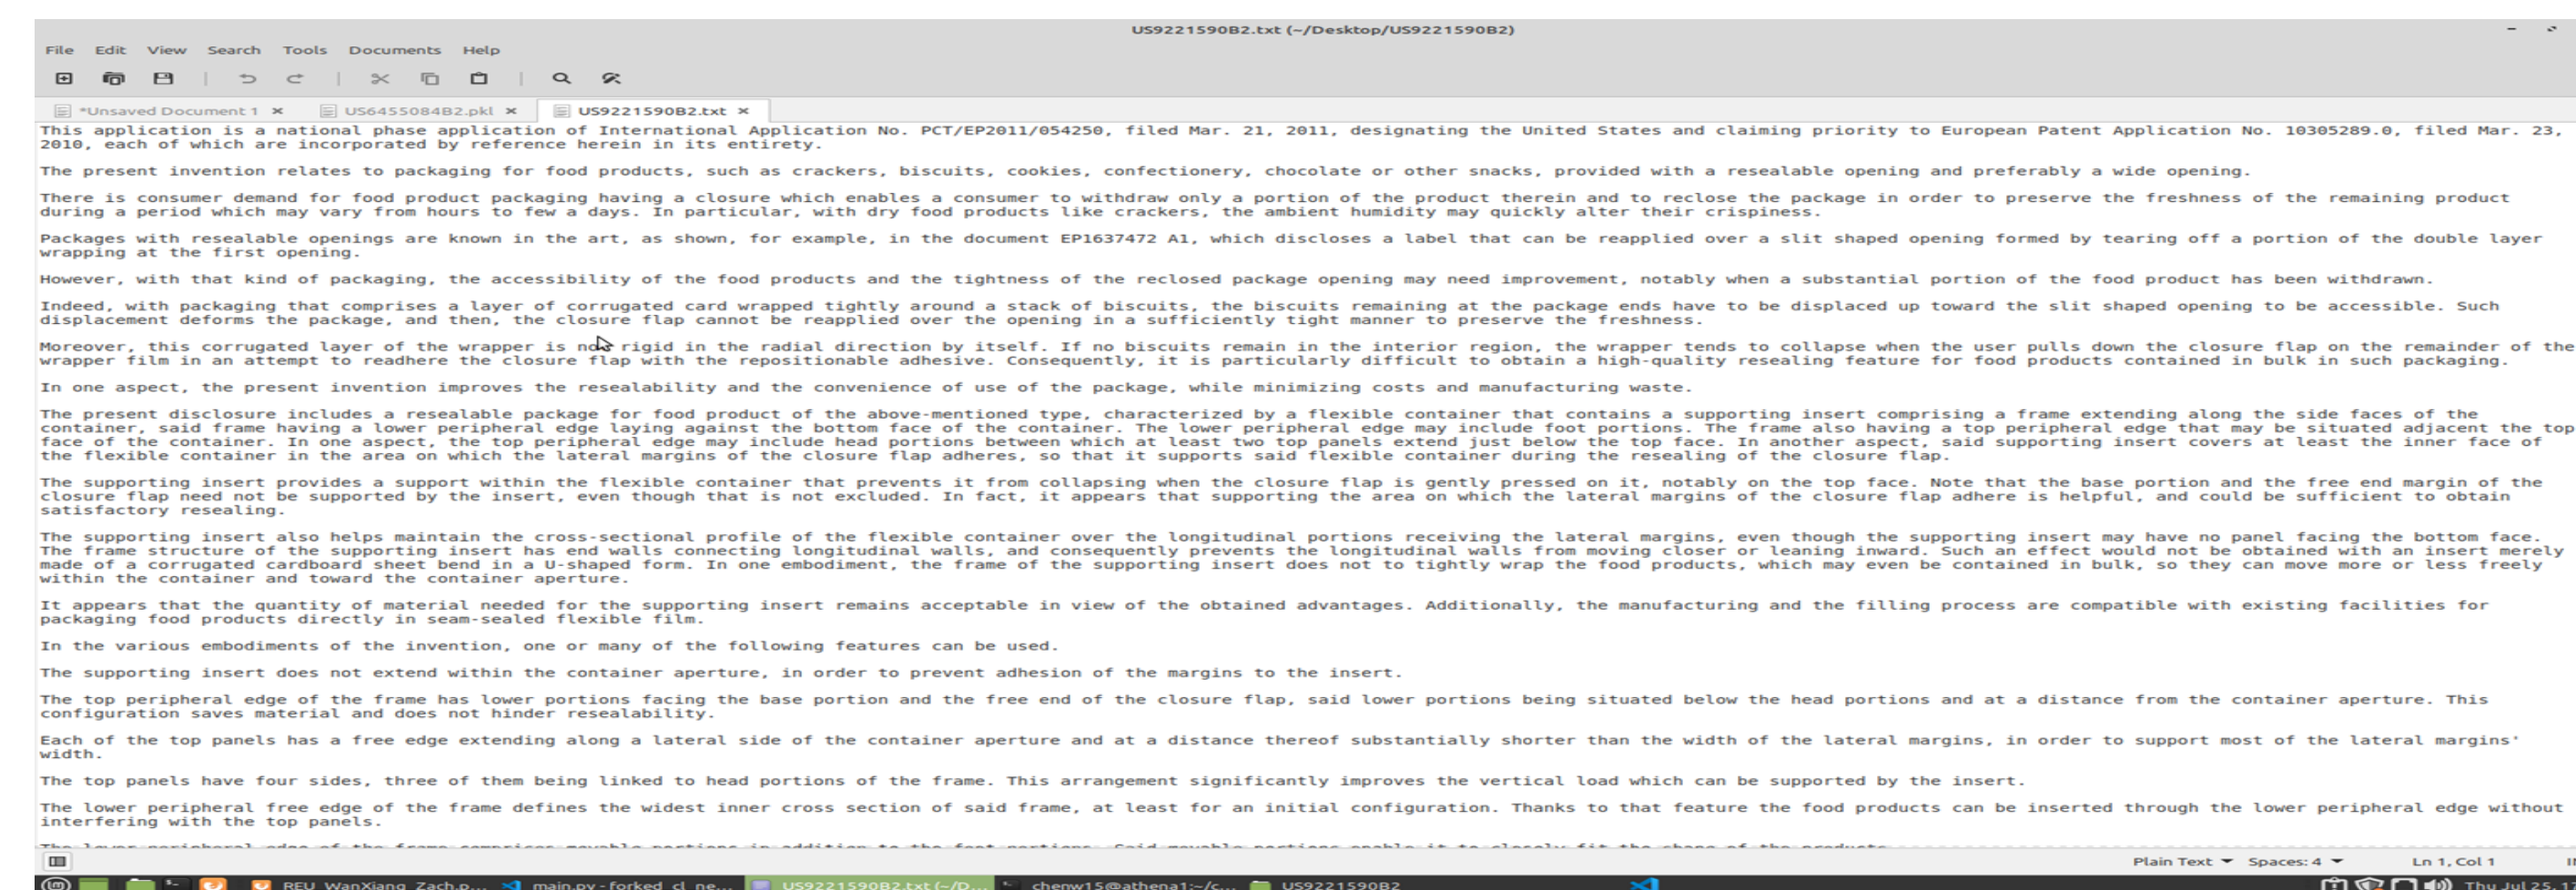 US9221590B2.txt (~/Desktop/US9221590B2)
File Edit View Search Tools Documents Help
*Unsaved Document 1 × US6455084B2.pkl × US9221590B2.txt ×
This application is a national phase application of International Application No. PCT/EP2011/054250, filed Mar. 21, 2011, designating the United States and claiming priority to European Patent Application No. 10305289.0, filed Mar. 23,
2010, each of which are incorporated by reference herein in its entirety.
The present invention relates to packaging for food products, such as crackers, biscuits, cookies, confectionery, chocolate or other snacks, provided with a resealable opening and preferably a wide opening.
There is consumer demand for food product packaging having a closure which enables a consumer to withdraw only a portion of the product therein and to reclose the package in order to preserve the freshness of the remaining product
during a period which may vary from hours to few a days. In particular, with dry food products like crackers, the ambient humidity may quickly alter their crispiness.
Packages with resealable openings are known in the art, as shown, for example, in the document EP1637472 A1, which discloses a label that can be reapplied over a slit shaped opening formed by tearing off a portion of the double layer
wrapping at the first opening.
However, with that kind of packaging, the accessibility of the food products and the tightness of the reclosed package opening may need improvement, notably when a substantial portion of the food product has been withdrawn.
Indeed, with packaging that comprises a layer of corrugated card wrapped tightly around a stack of biscuits, the biscuits remaining at the package ends have to be displaced up toward the slit shaped opening to be accessible. Such
displacement deforms the package, and then, the closure flap cannot be reapplied over the opening in a sufficiently tight manner to preserve the freshness.
Moreover, this corrugated layer of the wrapper is not rigid in the radial direction by itself. If no biscuits remain in the interior region, the wrapper tends to collapse when the user pulls down the closure flap on the remainder of the
wrapper film in an attempt to readhere the closure flap with the repositionable adhesive. Consequently, it is particularly difficult to obtain a high-quality resealing feature for food products contained in bulk in such packaging.
In one aspect, the present invention improves the resealability and the convenience of use of the package, while minimizing costs and manufacturing waste.
The present disclosure includes a resealable package for food product of the above-mentioned type, characterized by a flexible container that contains a supporting insert comprising a frame extending along the side faces of the
container, said frame having a lower peripheral edge laying against the bottom face of the container. The lower peripheral edge may include foot portions. The frame also having a top peripheral edge that may be situated adjacent the top
face of the container. In one aspect, the top peripheral edge may include head portions between which at least two top panels extend just below the top face. In another aspect, said supporting insert covers at least the inner face of
the flexible container in the area on which the lateral margins of the closure flap adheres, so that it supports said flexible container during the resealing of the closure flap.
The supporting insert provides a support within the flexible container that prevents it from collapsing when the closure flap is gently pressed on it, notably on the top face. Note that the base portion and the free end margin of the
closure flap need not be supported by the insert, even though that is not excluded. In fact, it appears that supporting the area on which the lateral margins of the closure flap adhere is helpful, and could be sufficient to obtain
satisfactory resealing.
The supporting insert also helps maintain the cross-sectional profile of the flexible container over the longitudinal portions receiving the lateral margins, even though the supporting insert may have no panel facing the bottom face.
The frame structure of the supporting insert has end walls connecting longitudinal walls, and consequently prevents the longitudinal walls from moving closer or leaning inward. Such an effect would not be obtained with an insert merely
made of a corrugated cardboard sheet bend in a U-shaped form. In one embodiment, the frame of the supporting insert does not to tightly wrap the food products, which may even be contained in bulk, so they can move more or less freely
within the container and toward the container aperture.
It appears that the quantity of material needed for the supporting insert remains acceptable in view of the obtained advantages. Additionally, the manufacturing and the filling process are compatible with existing facilities for
packaging food products directly in seam-sealed flexible film.
In the various embodiments of the invention, one or many of the following features can be used.
The supporting insert does not extend within the container aperture, in order to prevent adhesion of the margins to the insert.
The top peripheral edge of the frame has lower portions facing the base portion and the free end of the closure flap, said lower portions being situated below the head portions and at a distance from the container aperture. This
configuration saves material and does not hinder resealability.
Each of the top panels has a free edge extending along a lateral side of the container aperture and at a distance thereof substantially shorter than the width of the lateral margins, in order to support most of the lateral margins'
width.
The top panels have four sides, three of them being linked to head portions of the frame. This arrangement significantly improves the vertical load which can be supported by the insert.
The lower peripheral free edge of the frame defines the widest inner cross section of said frame, at least for an initial configuration. Thanks to that feature the food products can be inserted through the lower peripheral edge without
interfering with the top panels.
Plain Text Spaces: 4 Ln 1, Col 1
REU_WanXiang_Zach.p... main.py - forked_cl_ne... US9221590B2.txt (~/D... chenw15@athena1:~/c... US9221590B2 Thu Jul 25,